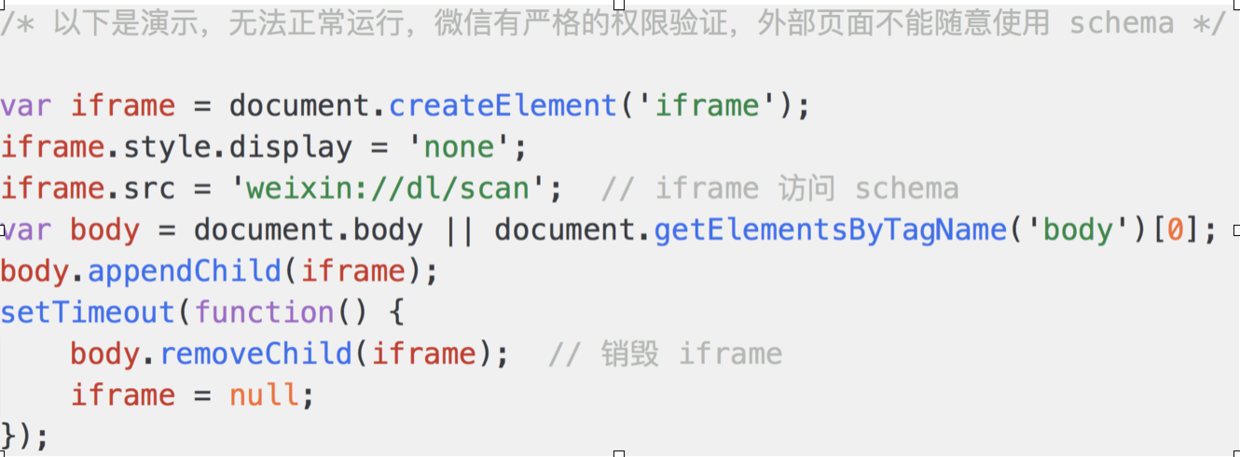 /* 以下是演示，无法正常运行，微信有严格的权限验证，外部页面不能随意使用 schema */
var iframe = document.createElement('iframe');
iframe.style.display = 'none';
iframe.src = 'weixin://dl/scan';  // iframe 访问 schema
var body = document.body || document.getElementsByTagName('body')[0];
body.appendChild(iframe);
setTimeout(function() {
    body.removeChild(iframe);  // 销毁 iframe
    iframe = null;
});